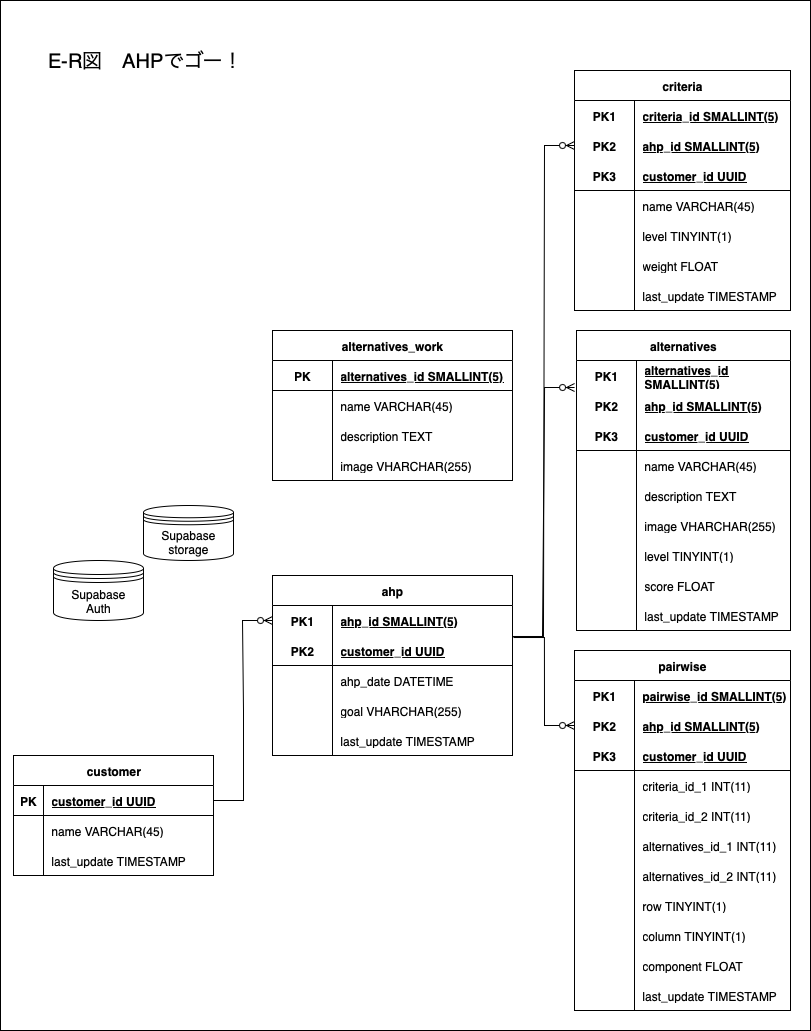 E-R図　AHPでゴー！
criteria
PK1 criteria_id SMALLINT(5)
PK2 ahp_id SMALLINT(5)
PK3 customer_id UUID
name VARCHAR(45)
level TINYINT(1)
weight FLOAT
last_update TIMESTAMP
alternatives_work
PK alternatives_id SMALLINT(5)
name VARCHAR(45)
description TEXT
image VHARCHAR(255)
alternatives
PK1 alternatives_id
SMALLINT(5)
PK2 ahp_id SMALLINT(5)
PK3 customer_id UUID
name VARCHAR(45)
description TEXT
image VHARCHAR(255)
level TINYINT(1)
score FLOAT
last_update TIMESTAMP
Supabase
storage
Supabase
Auth
ahp
PK1 ahp_id SMALLINT(5)
PK2 customer_id UUID
ahp_date DATETIME
goal VHARCHAR(255)
last_update TIMESTAMP
pairwise
PK1 pairwise_id SMALLINT(5)
PK2 ahp_id SMALLINT(5)
PK3 customer_id UUID
criteria_id_1 INT(11)
criteria_id_2 INT(11)
alternatives_id_1 INT(11)
alternatives_id_2 INT(11)
row TINYINT(1)
column TINYINT(1)
component FLOAT
last_update TIMESTAMP
customer
PK customer_id UUID
name VARCHAR(45)
last_update TIMESTAMP